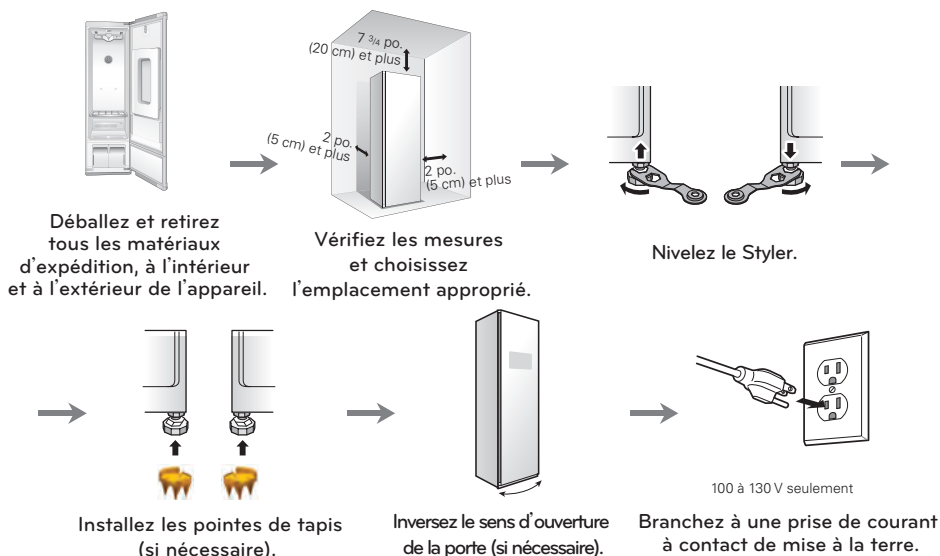 7 3/4 po.
(20 cm) et plus
2 po.
(5 cm) et plus
2 po.
(5 cm) et plus
Déballez et retirez
tous les matériaux
d'expédition, à l'intérieur
et à l'extérieur de l'appareil.
Vérifiez les mesures
et choisissez
l'emplacement approprié.
Nivelez le Styler.
Installez les pointes de tapis
(si nécessaire).
Inversez le sens d'ouverture
de la porte (si nécessaire).
100 à 130 V seulement
Branchez à une prise de courant
à contact de mise à la terre.